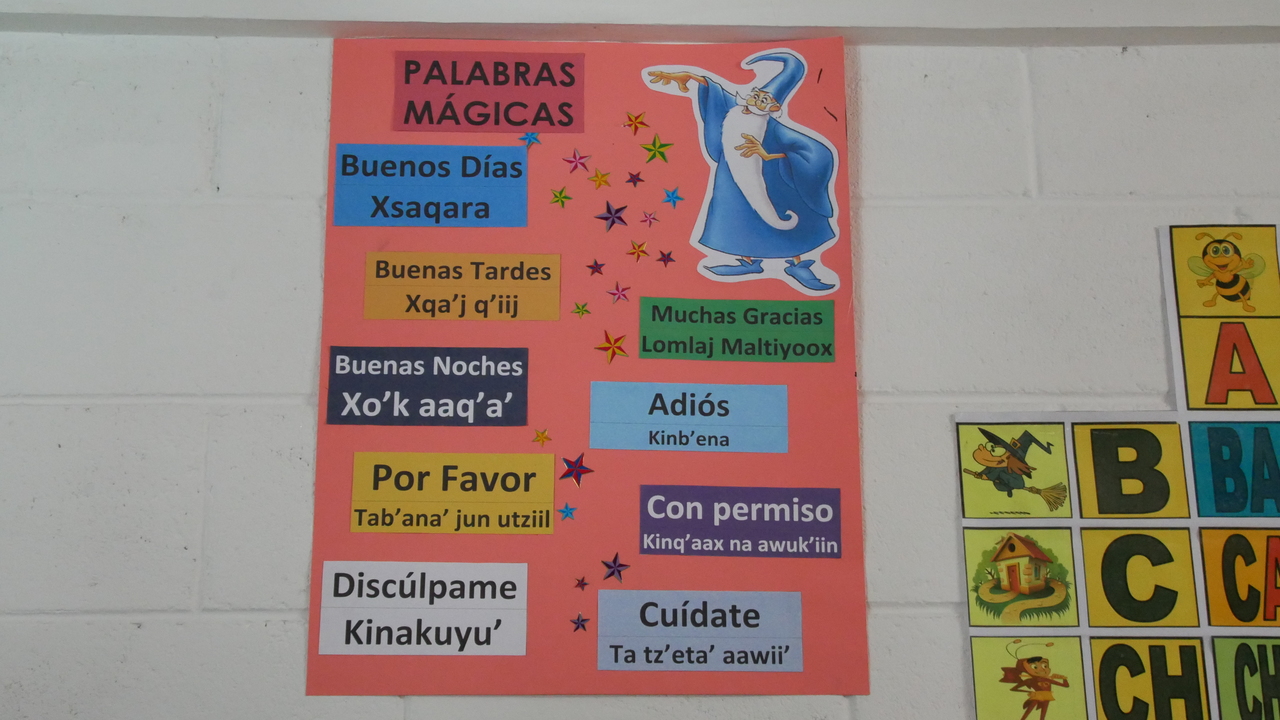 PALABRAS
MÁGICAS
Buenos Días
Xsaqara
Buenas Tardes
Xqa’j q’iij
Buenas Noches
Xo’k aaq’a’
Por Favor
Tab’ana’ jun utziil
Discúlpame
Kinakuyu’
Muchas Gracias
Lomlaj Maltiyoox
Adiós
Kinb’ena
Con permiso
Kinq’aax na awuk’iin
Cuídate
Ta tz’eta’ aawii’
A
B BA
C CA
CH CH